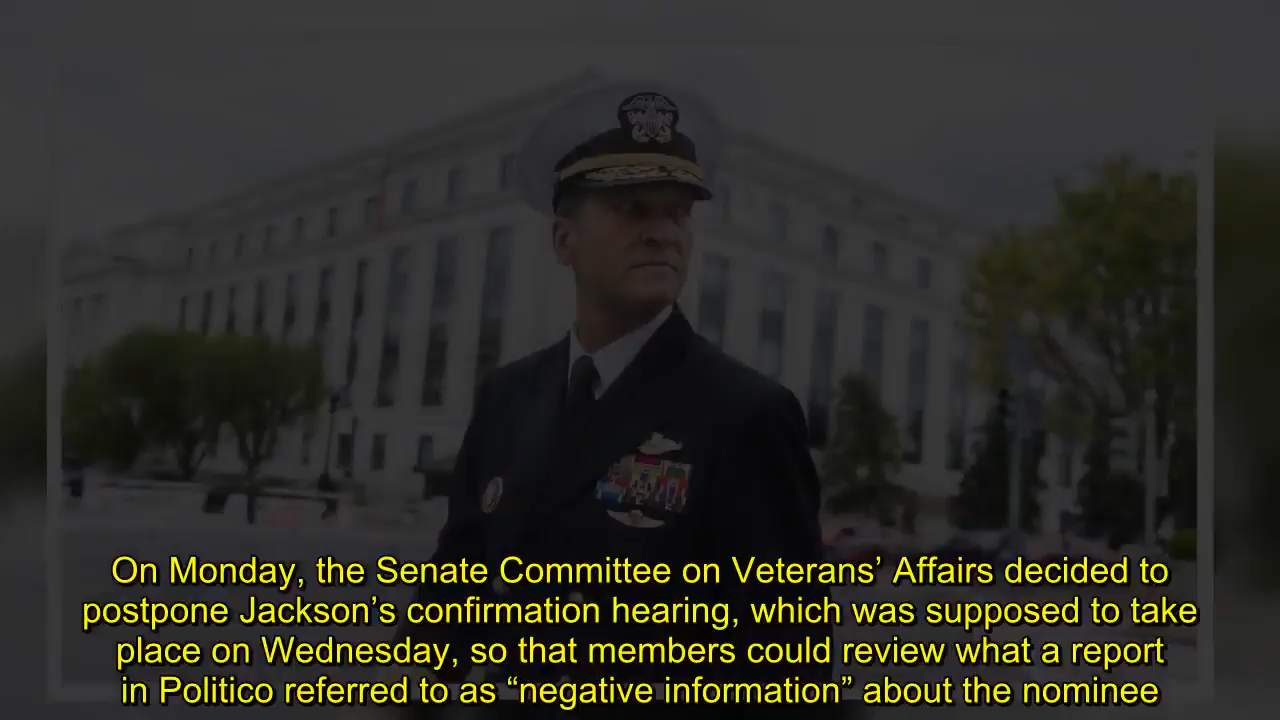 On Monday, the Senate Committee on Veterans’ Affairs decided to
postpone Jackson’s confirmation hearing, which was supposed to take
place on Wednesday, so that members could review what a report
in Politico referred to as “negative information” about the nominee